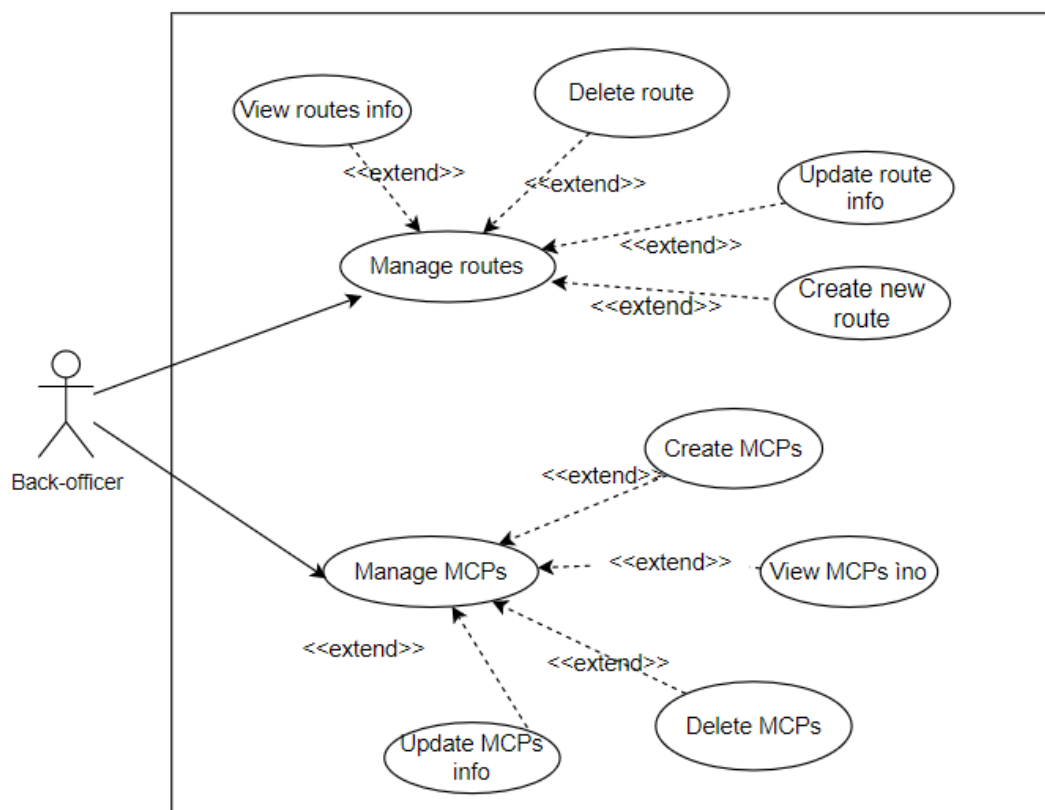 Delete route
View routes info
<<extend>>
<<extend>>
Update route
info
<<extend>>
Manage routes
<<extend>>
Create new
route
Back-officer
Create MCPs
<<extend>>
Manage MCPs
<<extend>>
View MCPs ìno
<<extend>>
<<extend>>
Update MCPs
info
Delete MCPs